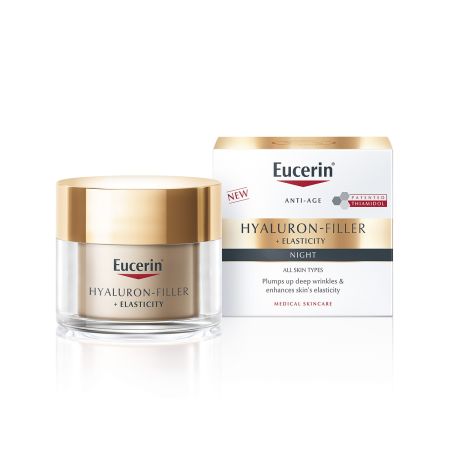 Eucerin®
HYALURON-FILLER
+ ELASTICITY
NEW
Eucerin®
ANTI-AGE
PATENTED
THIAMIDOL
HYALURON-FILLER
+ ELASTICITY
NIGHT
ALL SKIN TYPES
Plumps up deep wrinkles &
enhances skin's elasticity
MEDICAL SKINCARE